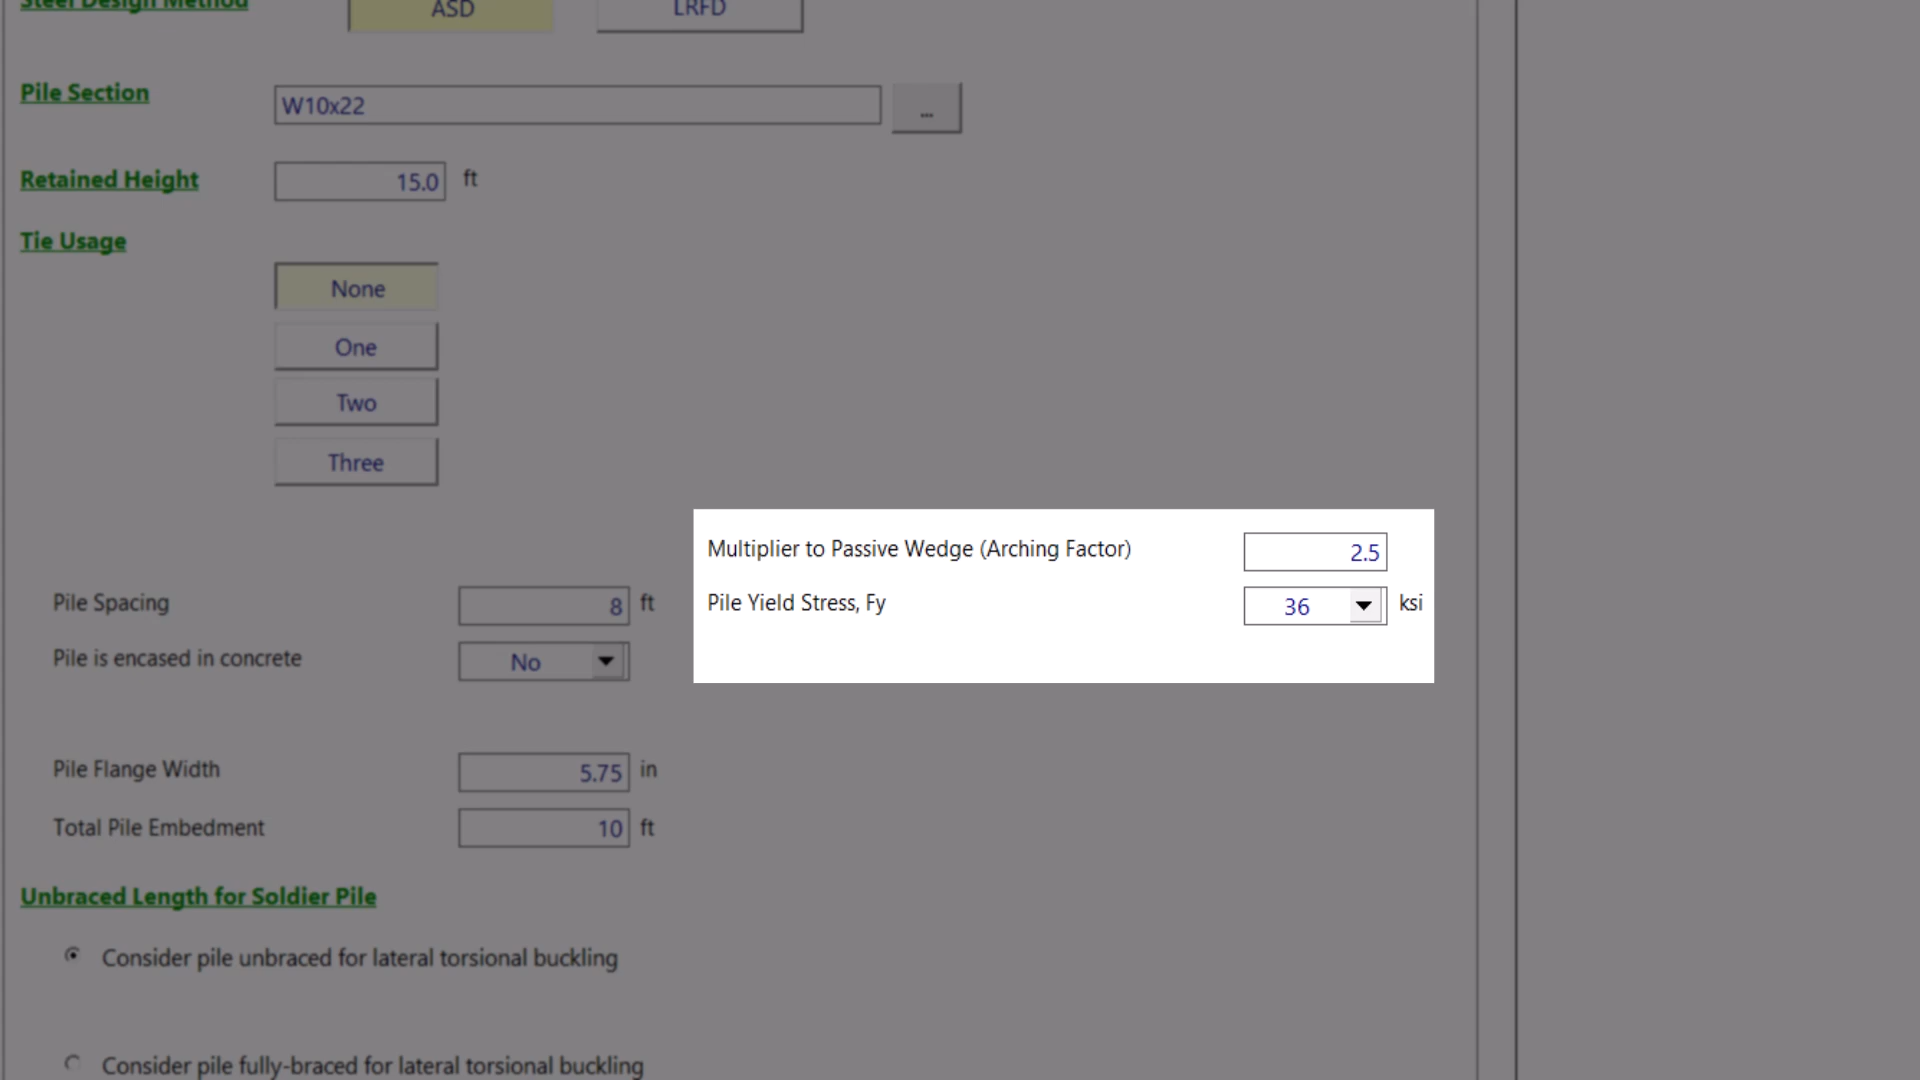 Steel Design Method ASD LRFD
Pile Section W10x22 ...
Retained Height 15.0 ft
Tie Usage
None
One
Two
Three
Multiplier to Passive Wedge (Arching Factor) 2.5
Pile Spacing 8 ft Pile Yield Stress, Fy 36 ksi
Pile is encased in concrete No
Pile Flange Width 5.75 in
Total Pile Embedment 10 ft
Unbraced Length for Soldier Pile
Consider pile unbraced for lateral torsional buckling
Consider pile fully-braced for lateral torsional buckling